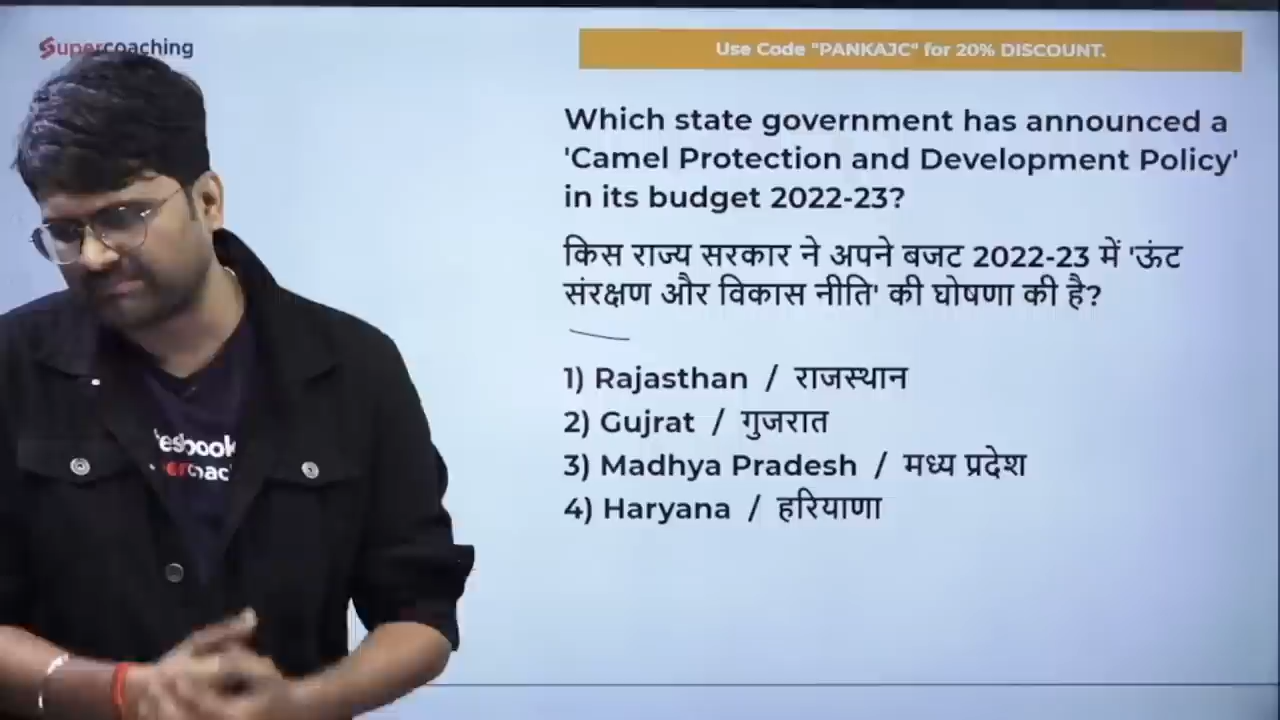 Supercoaching
Use Code "PANKAJC" for 20% DISCOUNT.
Which state government has announced a
'Camel Protection and Development Policy'
in its budget 2022-23?
किस राज्य सरकार ने अपने बजट 2022-23 में 'ऊंट
संरक्षण और विकास नीति' की घोषणा की है?
1) Rajasthan / राजस्थान
2) Gujrat / गुजरात
3) Madhya Pradesh / मध्य प्रदेश
4) Haryana / हरियाणा